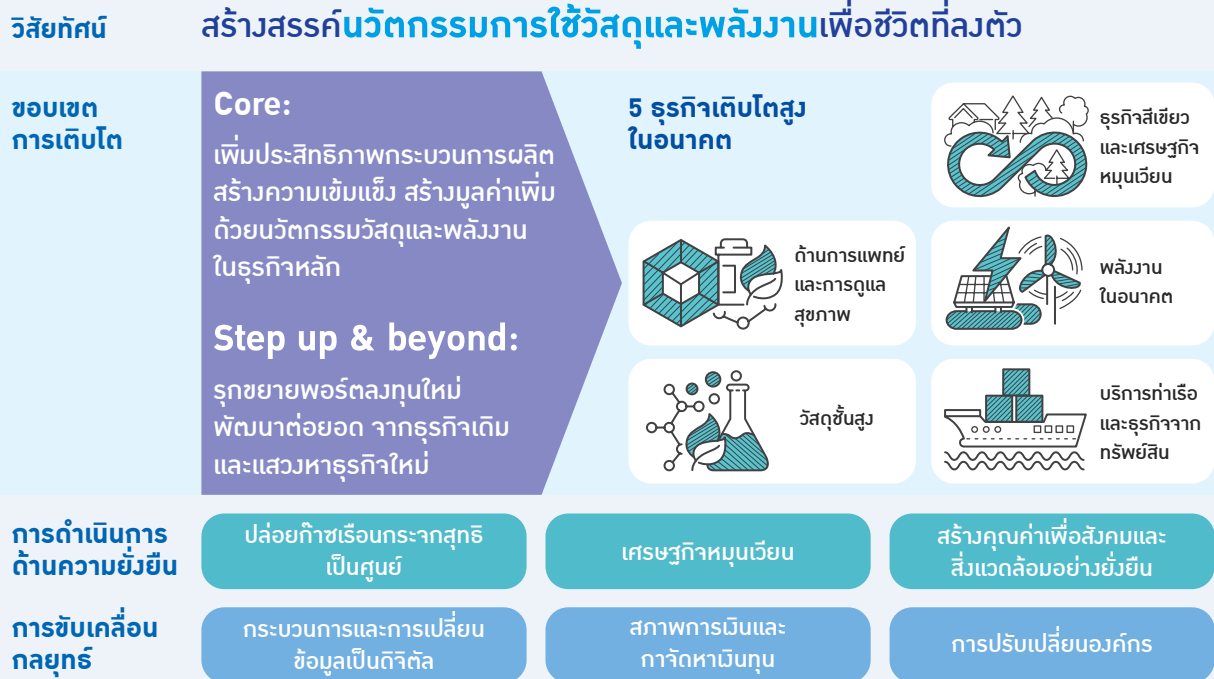 วิสัยทัศน์
สร้างสรรค์นวัตกรรมการใช้วัสดุและพลังงานเพื่อชีวิตที่ลงตัว
ขอบเขต
การเติบโต
Core:
เพิ่มประสิทธิภาพกระบวนการผลิต
สร้างความเข้มแข็ง สร้างมูลค่าเพิ่ม
ด้วยนวัตกรรมวัสดุและพลังงาน
ในธุรกิจหลัก
Step up & beyond:
รุกขยายพอร์ตลงทุนใหม่
พัฒนาต่อยอด จากธุรกิจเดิม
และแสวงหาธุรกิจใหม่
5 ธุรกิจเติบโตสูง
ในอนาคต
ธุรกิจสีเขียว
และเศรษฐกิจ
หมุนเวียน
ด้านการแพทย์
และการดูแล
สุขภาพ
พลังงาน
ในอนาคต
วัสดุชั้นสูง
บริการท่าเรือ
และธุรกิจจาก
ทรัพย์สิน
การดำเนินการ
ด้านความยั่งยืน
ปล่อยก๊าซเรือนกระจกสุทธิ
เป็นศูนย์
เศรษฐกิจหมุนเวียน
สร้างคุณค่าเพื่อสังคมและ
สิ่งแวดล้อมอย่างยั่งยืน
การขับเคลื่อน
กลยุทธ์
กระบวนการและการเปลี่ยน
ข้อมูลเป็นดิจิตัล
สภาพการเงินและ
กาจัดหาเงินทุน
การปรับเปลี่ยนองค์กร